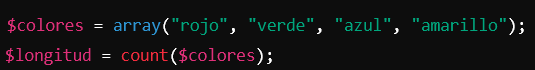 $colores = array("rojo", "verde", "azul", "amarillo");
$longitud = count($colores);